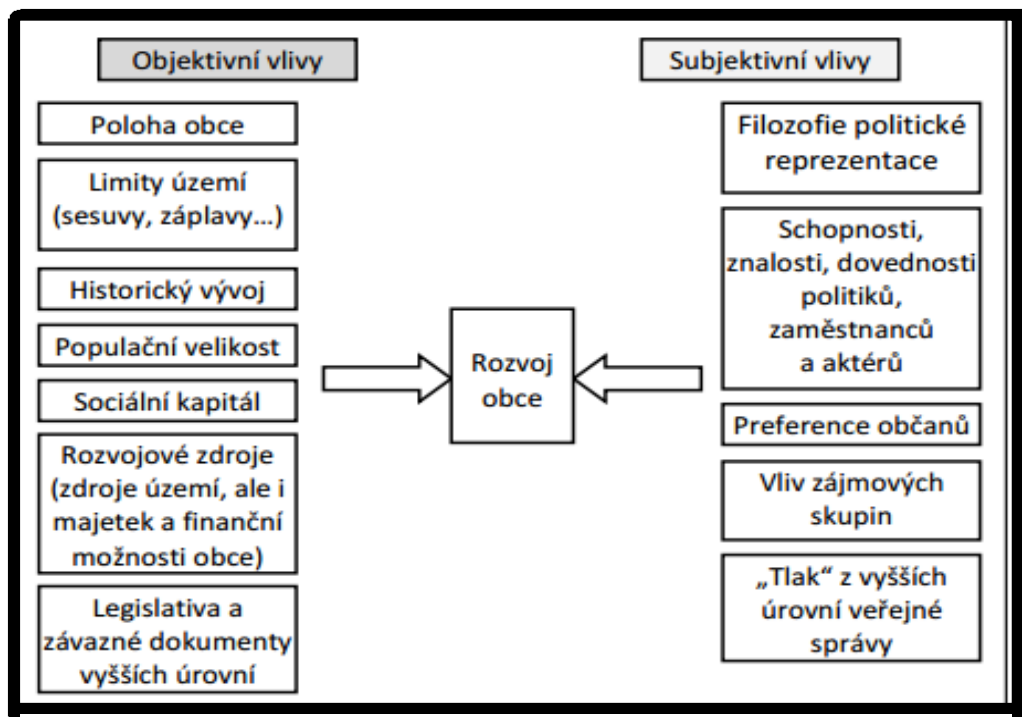 Objektivní vlivy
Poloha obce
Limity území
(sesuvy, záplavy...)
Historický vývoj
Populační velikost
Sociální kapitál
Rozvojové zdroje
(zdroje území, ale i
majetek a finanční
možnosti obce)
Legislativa a
závazné dokumenty
vyšších úrovní
Rozvoj
obce
Subjektivní vlivy
Filozofie politické
reprezentace
Schopnosti,
znalosti, dovednosti
politiků,
zaměstnanců
a aktérů
Preference občanů
Vliv zájmových
skupin
„Tlak“ z vyšších
úrovní veřejné
správy